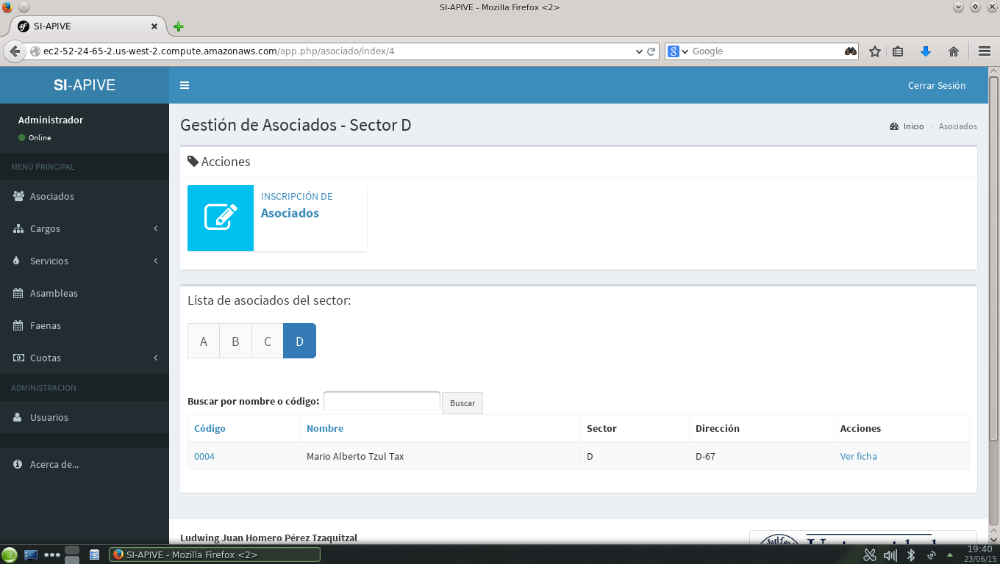 SI-APIVE - Mozilla Firefox <2>
SI-APIVE
ec2-52-24-65-2.us-west-2.compute.amazonaws.com/app.php/asociado/index/4
Google
SI-APIVE
Cerrar Sesión
Administrador
Online
MENÚ PRINCIPAL
Asociados
Cargos
Servicios
Asambleas
Faenas
Cuotas
ADMINISTRACIÓN
Usuarios
Acerca de...
Gestión de Asociados - Sector D
Inicio > Asociados
Acciones
INSCRIPCIÓN DE
Asociados
Lista de asociados del sector:
A B C D
Buscar por nombre o código: Buscar
Código Nombre Sector Dirección Acciones
0004 Mario Alberto Tzul Tax D D-67 Ver ficha
Ludwing Juan Homero Pérez Tzaquitzal
SI-APIVE - Mozilla Firefox <2>
19:40
23/06/15